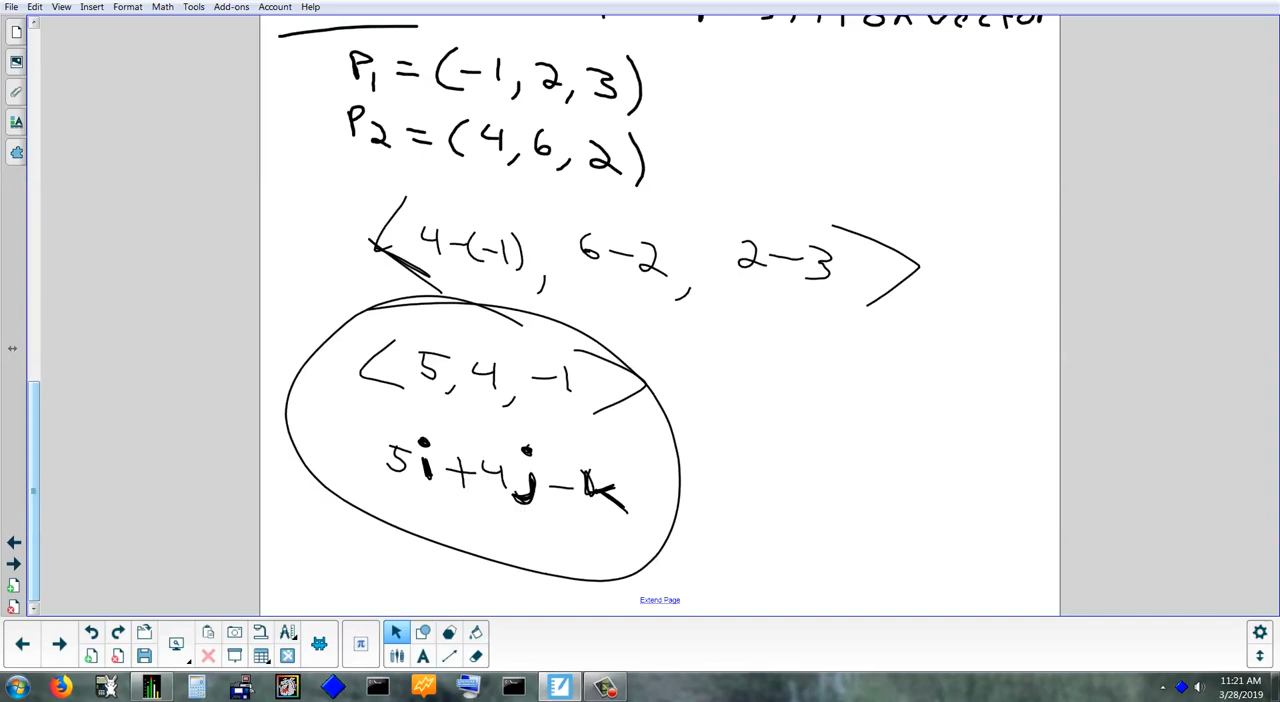 File Edit View Insert Format Math Tools Add-ons Account Help
vector
P1 = (-1, 2, 3)
P2 = (4, 6, 2)
<4-(-1), 6-2, 2-3>
<5, 4, -1>
5i+4j-k
Extend Page
11:21 AM
3/28/2019